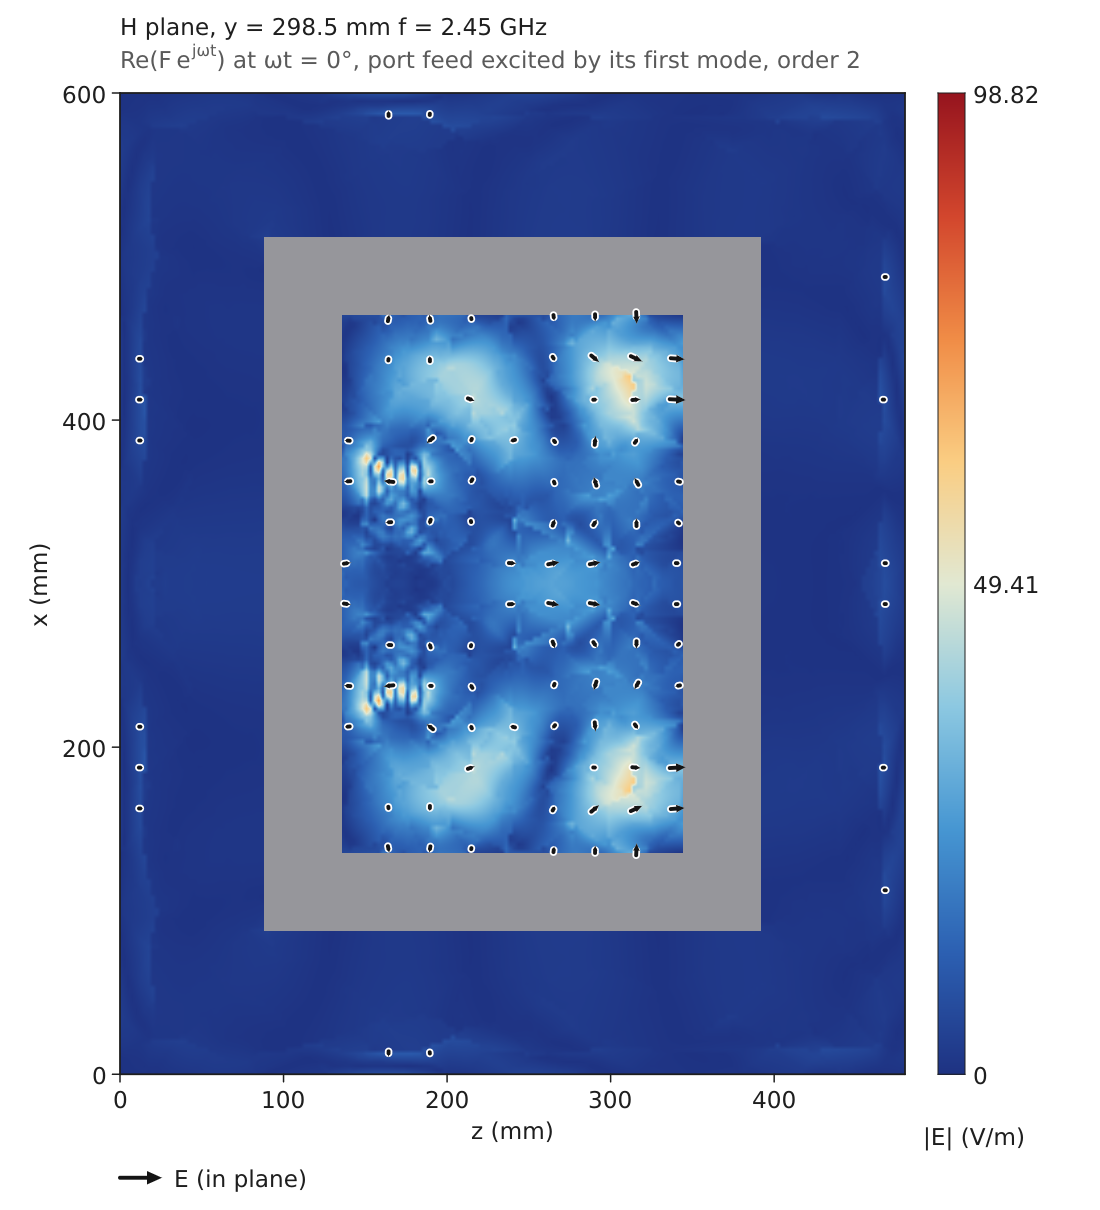 H plane, y = 298.5 mm f = 2.45 GHz
Re(F e^jωt) at ωt = 0°, port feed excited by its first mode, order 2
600
400
200
0
x (mm)
0 100 200 300 400
z (mm)
98.82
49.41
0
|E| (V/m)
E (in plane)